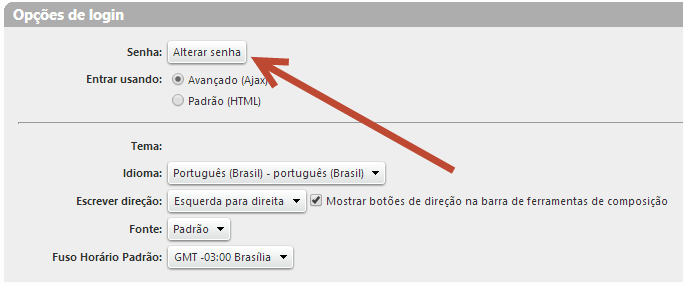 Opções de login
Senha: Alterar senha
Entrar usando: Avançado (Ajax)
Padrão (HTML)
Tema:
Idioma: Português (Brasil) - português (Brasil)
Escrever direção: Esquerda para direita Mostrar botões de direção na barra de ferramentas de composição
Fonte: Padrão
Fuso Horário Padrão: GMT -03:00 Brasília